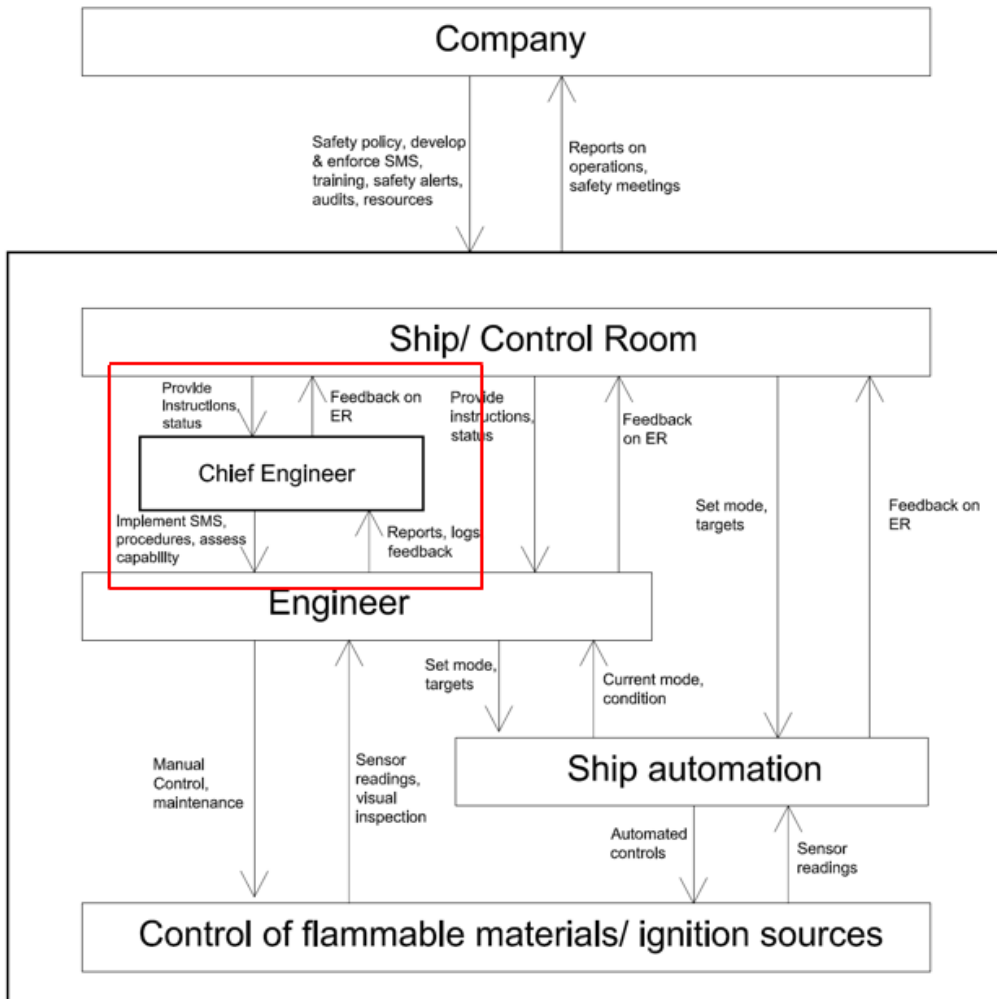 Company
Safety policy, develop
& enforce SMS,
training, safety alerts,
audits, resources
Reports on
operations,
safety meetings
Ship/ Control Room
Provide
Instructions,
status
Feedback on
ER
Provide
instructions,
status
Feedback
on ER
Chief Engineer
Set mode,
targets
Feedback on
ER
Implement SMS,
procedures, assess
capability
Reports, logs
feedback
Engineer
Set mode,
targets
Current mode,
condition
Manual
Control,
maintenance
Sensor
readings,
visual
inspection
Ship automation
Automated
controls
Sensor
readings
Control of flammable materials/ ignition sources